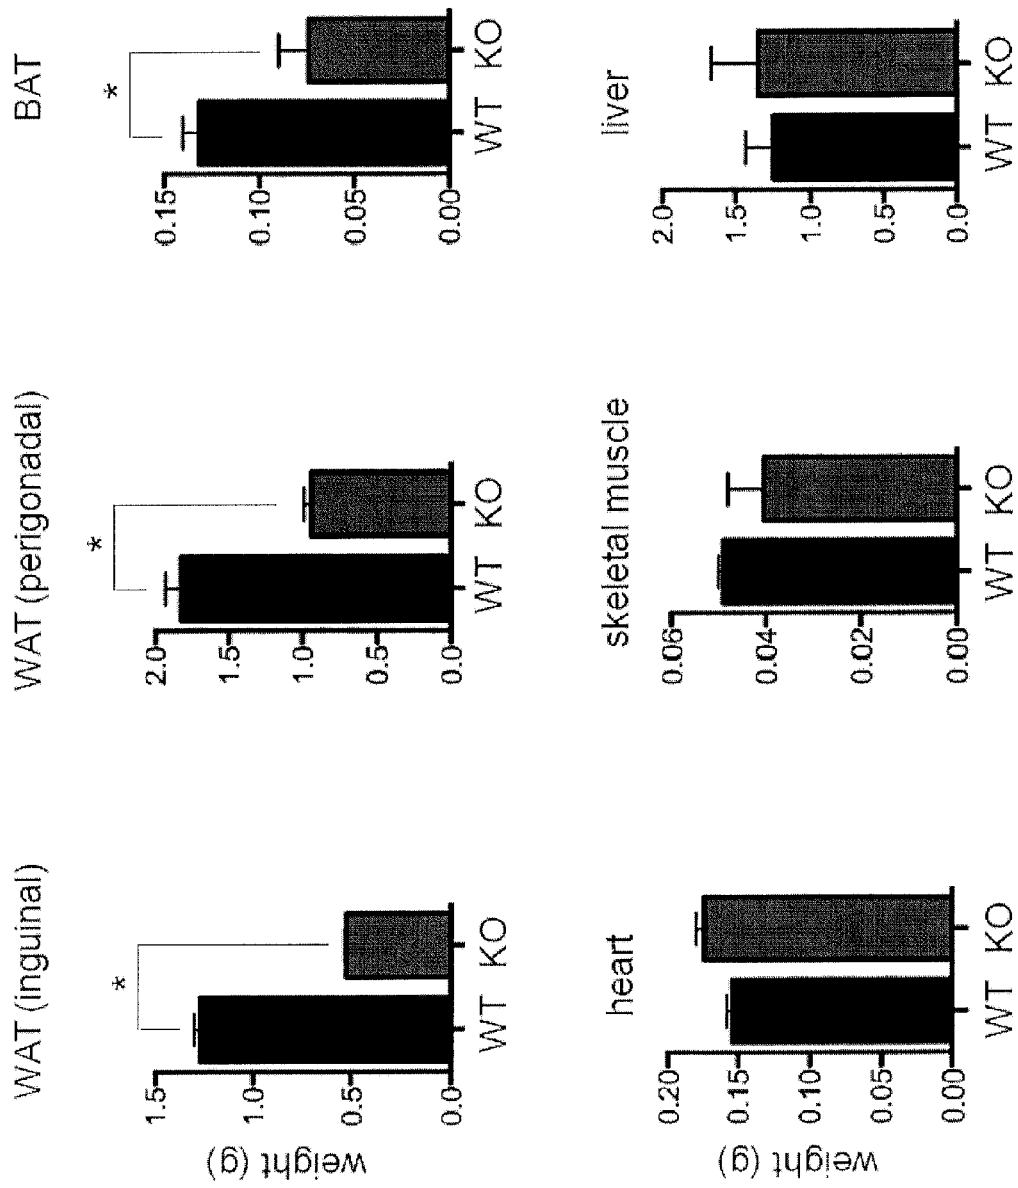 WAT (inguinal)
weight (g)
1.5
1.0
0.5
0.0
*
WT KO
WAT (perigonadal)
2.0
1.5
1.0
0.5
0.0
*
WT KO
BAT
0.15
0.10
0.05
0.00
*
WT KO
heart
weight (g)
0.20
0.15
0.10
0.05
0.00
WT KO
skeletal muscle
0.06
0.04
0.02
0.00
WT KO
liver
2.0
1.5
1.0
0.5
0.0
WT KO